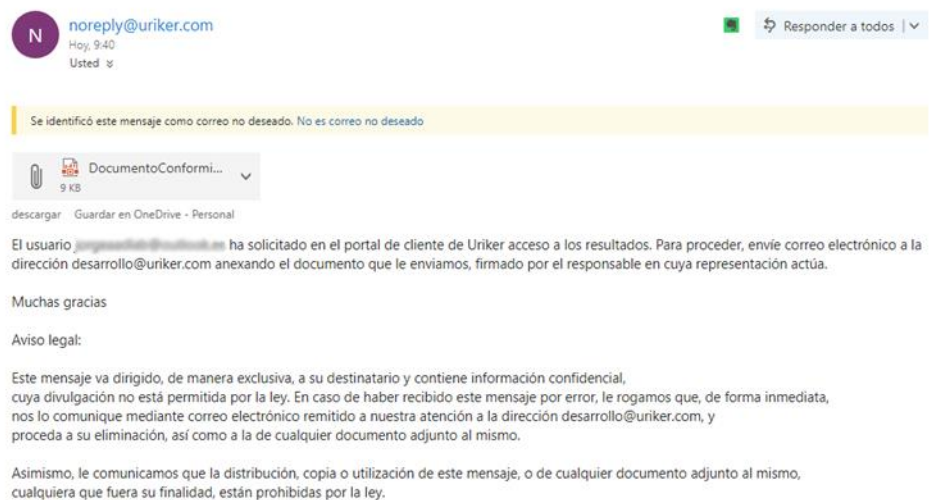 N
noreply@uriker.com
Hoy, 9:40
Usted
Responder a todos
Se identificó este mensaje como correo no deseado. No es correo no deseado
DocumentoConformi...
9 KB
descargar Guardar en OneDrive - Personal
El usuario ha solicitado en el portal de cliente de Uriker acceso a los resultados. Para proceder, envíe correo electrónico a la
dirección desarrollo@uriker.com anexando el documento que le enviamos, firmado por el responsable en cuya representación actúa.
Muchas gracias
Aviso legal:
Este mensaje va dirigido, de manera exclusiva, a su destinatario y contiene información confidencial,
cuya divulgación no está permitida por la ley. En caso de haber recibido este mensaje por error, le rogamos que, de forma inmediata,
nos lo comunique mediante correo electrónico remitido a nuestra atención a la dirección desarrollo@uriker.com, y
proceda a su eliminación, así como a la de cualquier documento adjunto al mismo.
Asimismo, le comunicamos que la distribución, copia o utilización de este mensaje, o de cualquier documento adjunto al mismo,
cualquiera que fuera su finalidad, están prohibidas por la ley.